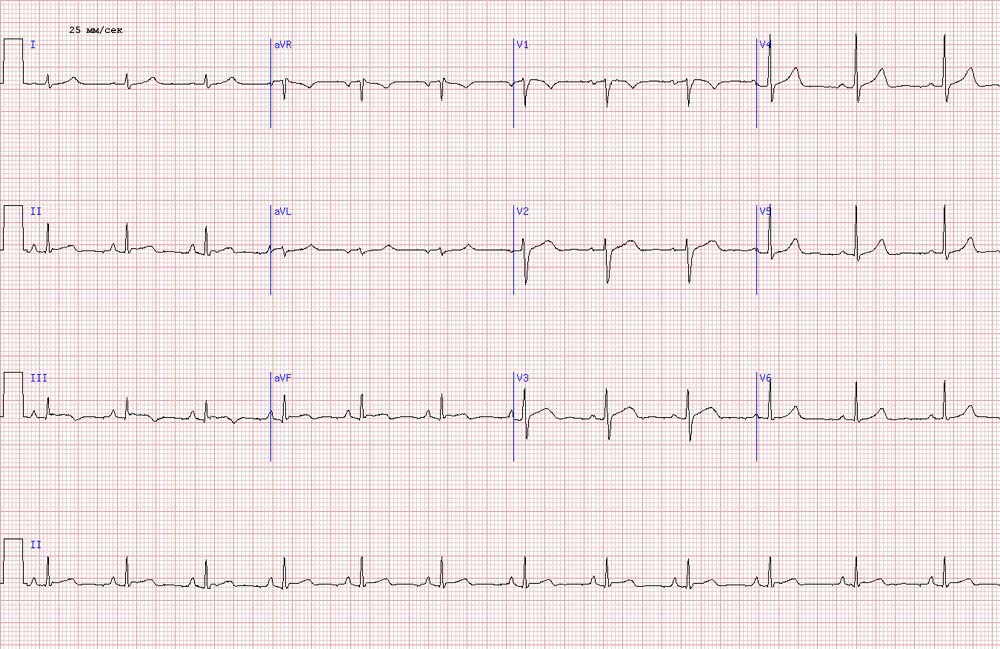 25 мм/сек
I aVR V1 V4
II aVL V2 V5
III aVF V3 V6
II